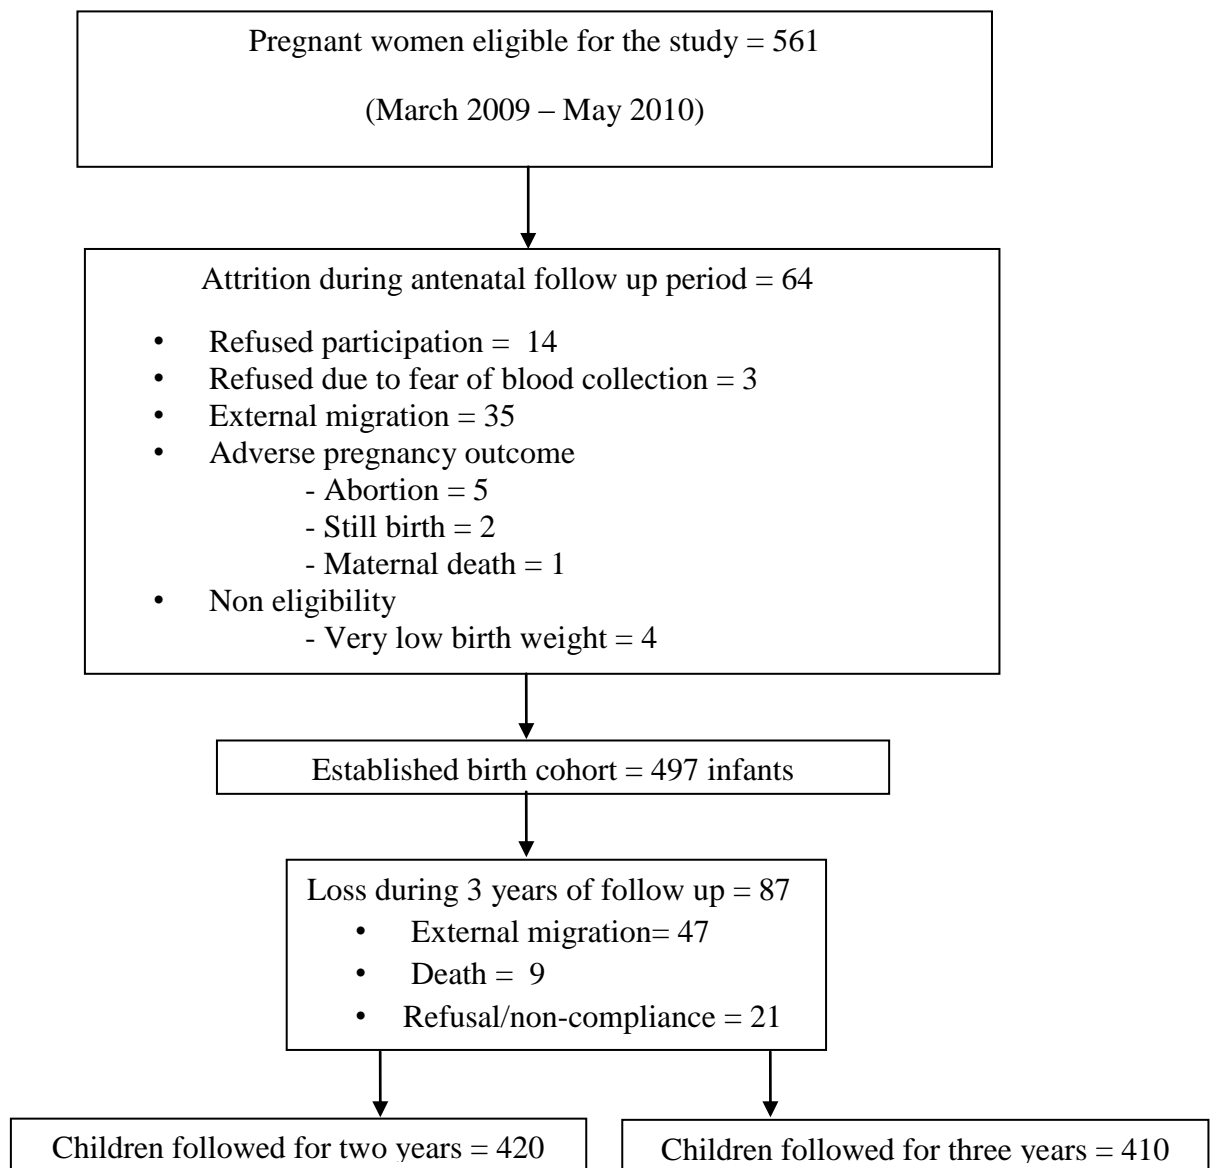 Pregnant women eligible for the study = 561
(March 2009 – May 2010)
Attrition during antenatal follow up period = 64
• Refused participation = 14
• Refused due to fear of blood collection = 3
• External migration = 35
• Adverse pregnancy outcome
- Abortion = 5
- Still birth = 2
- Maternal death = 1
• Non eligibility
- Very low birth weight = 4
Established birth cohort = 497 infants
Loss during 3 years of follow up = 87
• External migration= 47
• Death = 9
• Refusal/non-compliance = 21
Children followed for two years = 420
Children followed for three years = 410